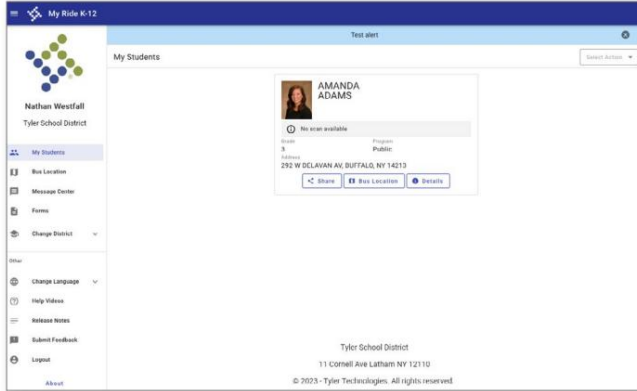 My Ride K-12
Test alert
My Students
Select Action
Nathan Westfall
Tyler School District
My Students
Bus Location
Message Center
Forms
Change District
Other
Change Language
Help Videos
Release Notes
Submit Feedback
Logout
About
AMANDA
ADAMS
No scan available
Grade
Program
3
Public
Address
292 W DELAVAN AV, BUFFALO, NY 14213
Share
Bus Location
Details
Tyler School District
11 Cornell Ave Latham NY 12110
© 2023 - Tyler Technologies. All rights reserved